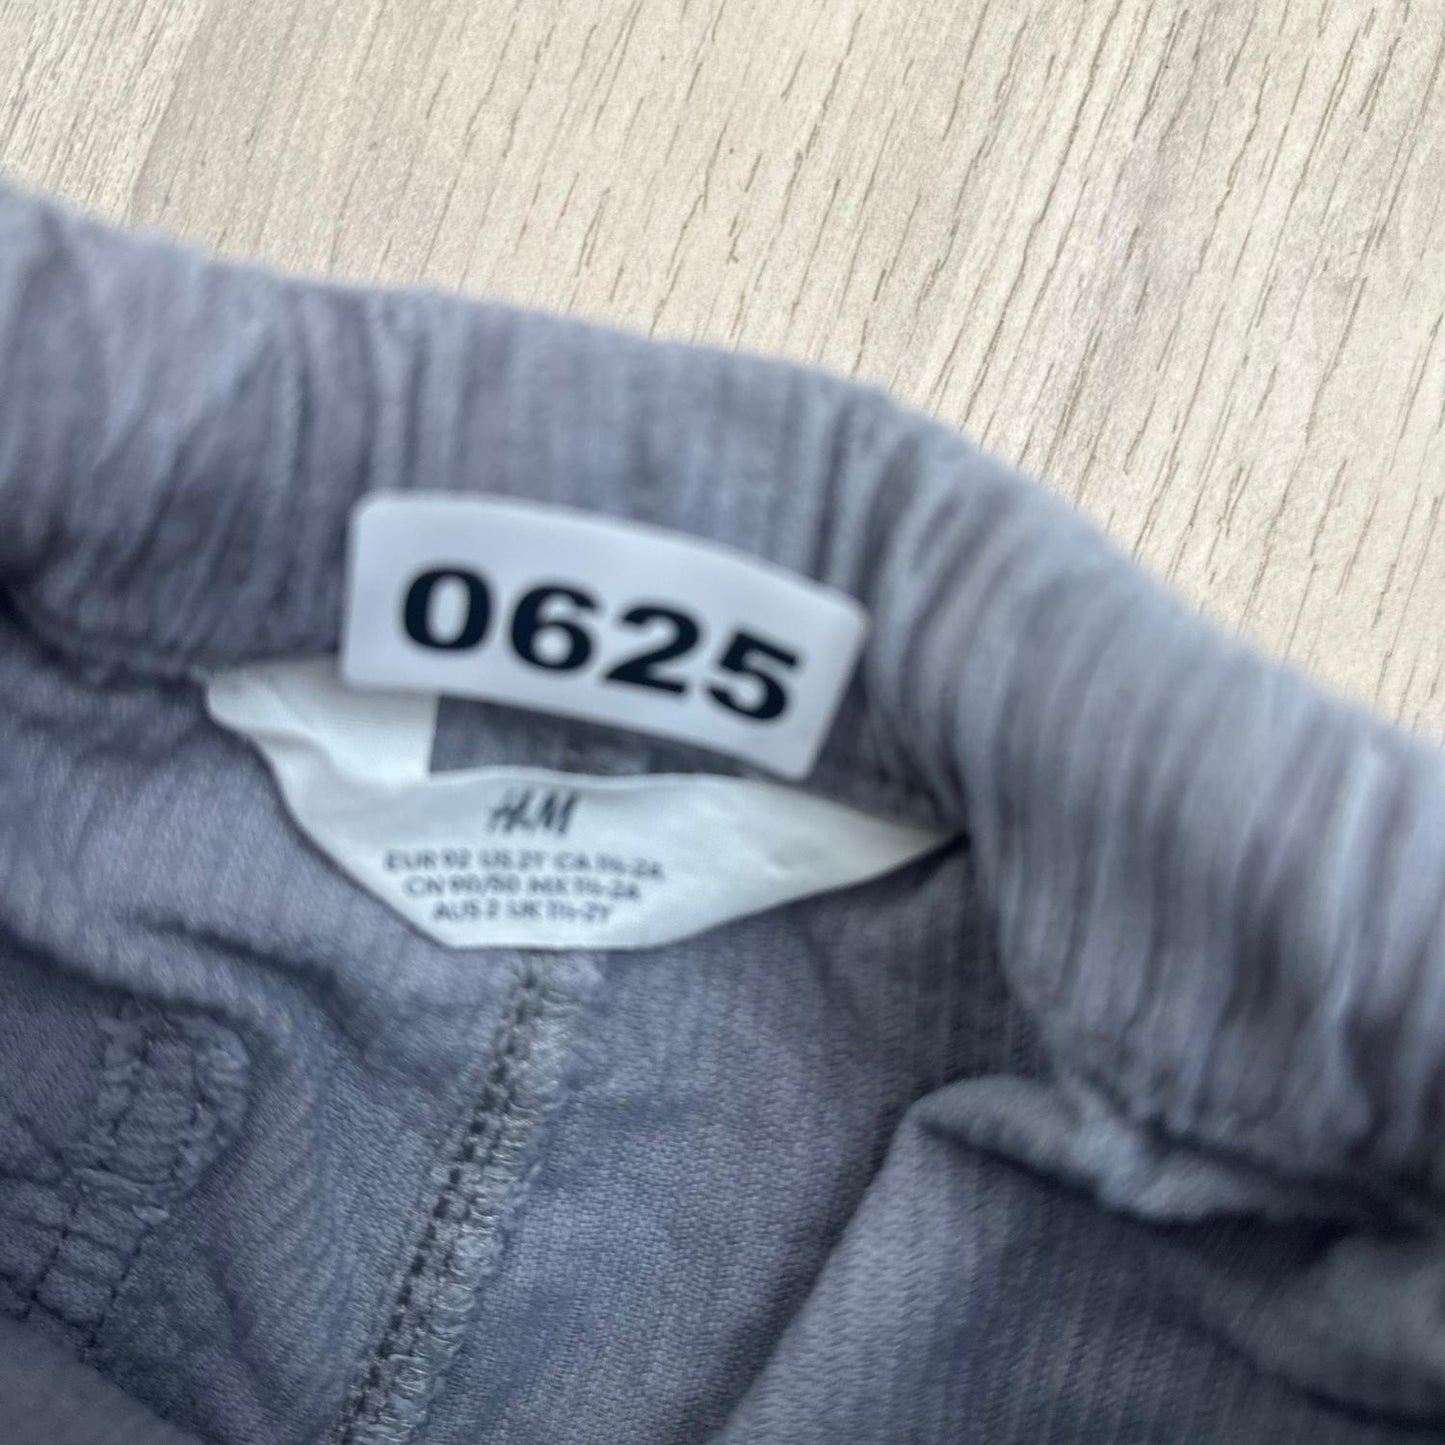 0625
H&M
EUR 92 US 2Y CA 1½-2A
CN 90/50 MX 1½-2A
AUS 2 UK 1½-2Y